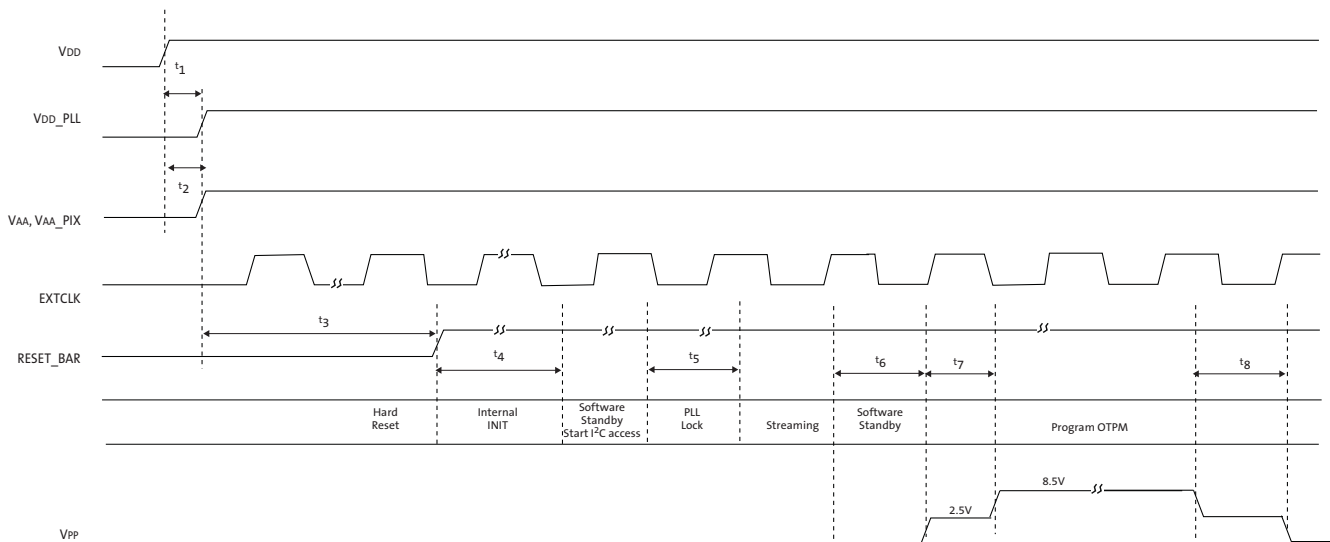 VDD
t1
VDD_PLL
t2
VAA, VAA_PIX
EXTCLK
t3
RESET_BAR
t4
t5
t6
t7
t8
Hard
Reset
Internal
INIT
Software
Standby
Start I²C access
PLL
Lock
Streaming
Software
Standby
Program OTPM
8.5V
2.5V
VPP